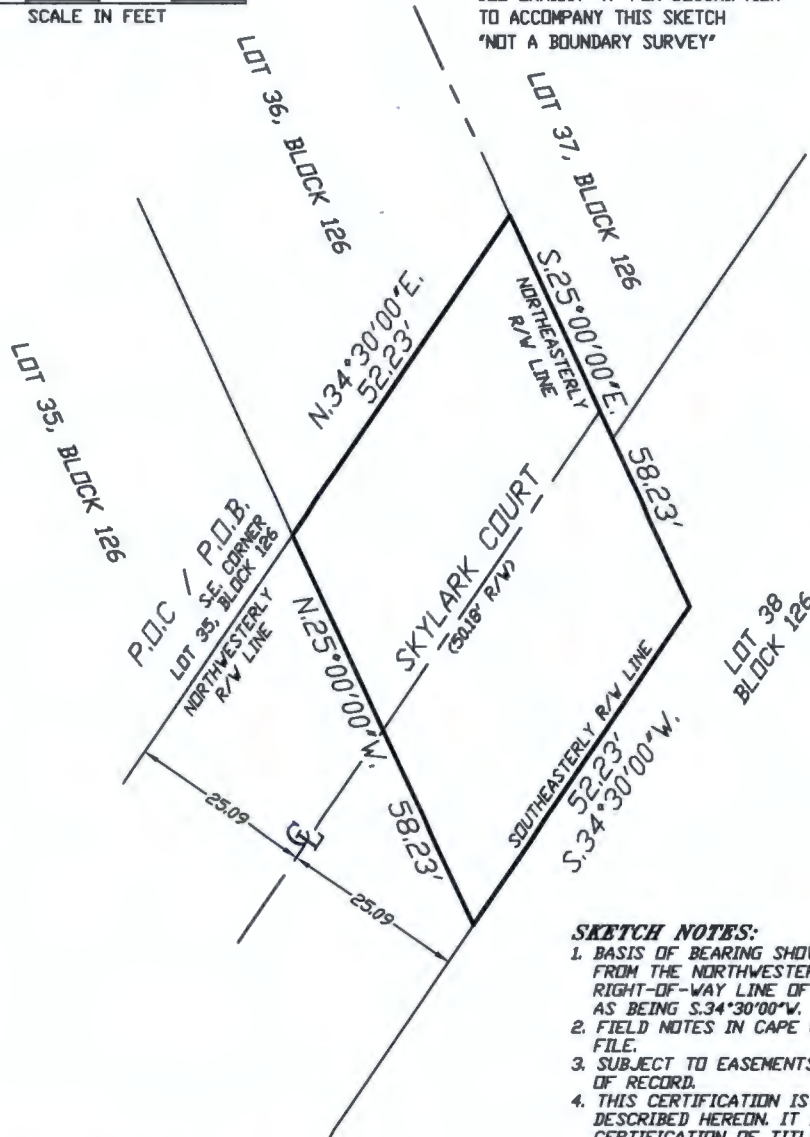 SCALE IN FEET
TO ACCOMPANY THIS SKETCH
"NOT A BOUNDARY SURVEY"
LOT 36, BLOCK 126
LOT 37, BLOCK 126
LOT 35, BLOCK 126
N.34°30'00"E.
52.23'
S.25°00'00"E.
58.23'
NORTHEASTERLY
R/W LINE
P.O.C / P.O.B.
S.E. CORNER
LOT 35, BLOCK 126
NORTHWESTERLY
R/W LINE
N.25°00'00"W.
58.23'
SKYLARK COURT
(50.18' R/W)
LOT 38
BLOCK 126
SOUTHEASTERLY R/W LINE
52.23'
S.34°30'00"W.
25.09
CL
25.09
SKETCH NOTES:
1. BASIS OF BEARING
FROM THE
RIGHT-OF-WAY LINE OF
AS BEING S.34°30'00"W.
2. FIELD NOTES IN CAPE
FILE.
3. SUBJECT TO EASEMENTS
OF RECORD.
4. THIS CERTIFICATION IS
DESCRIBED HEREON. IT
CERTIFICATION OF